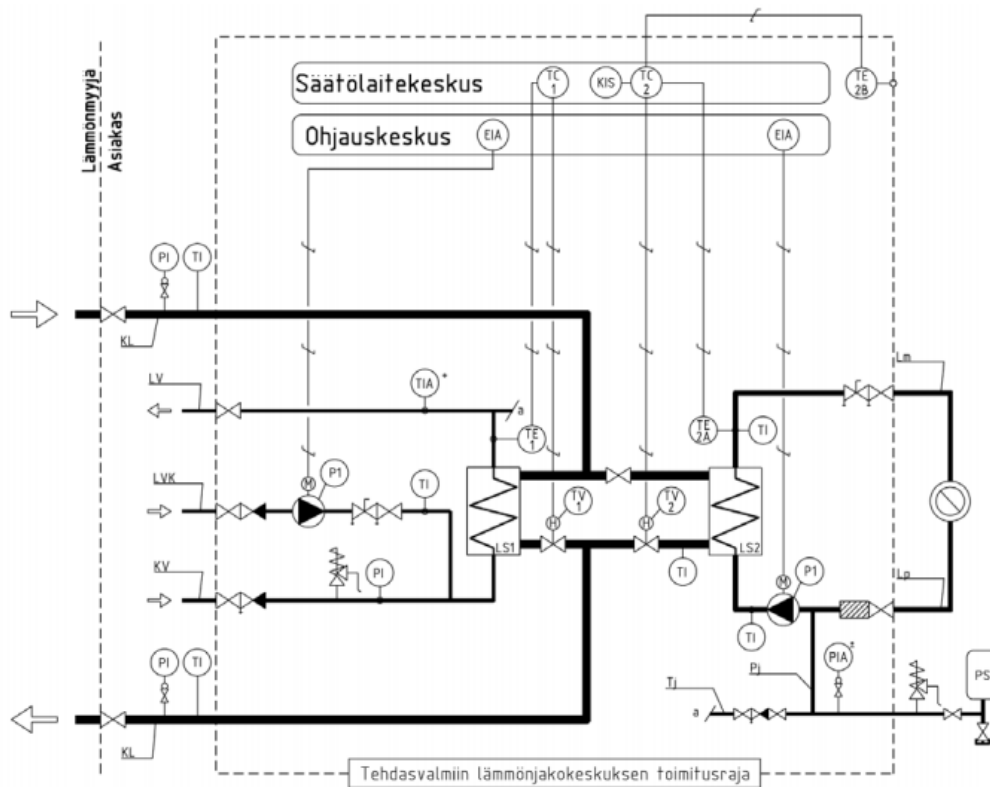 Lämmönmyyjä
Asiakas
Säätölaitekeskus
TC 1
KIS
TC 2
TE 2B
Ohjauskeskus
EIA
EIA
PI
TI
KL
LV
TIA *
a
TE 1
TE 2A
TI
Lm
LVK
M
P1
TI
TV 1
TV 2
M
M
LS1
LS2
KV
PI
TI
M
P1
Lp
TI
PI
TI
KL
Pj
PIA *
Tj
a
PS
Tehdasvalmiin lämmönjakokeskuksen toimitusraja